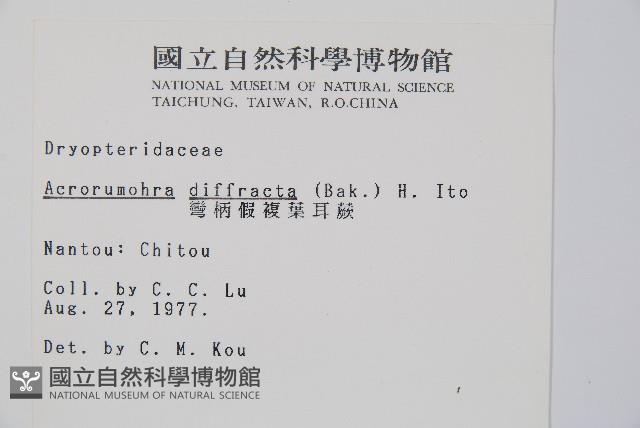 國立自然科學博物館
NATIONAL MUSEUM OF NATURAL SCIENCE
TAICHUNG, TAIWAN, R.O.CHINA
Dryopteridaceae
Acrorumohra diffracta (Bak.) H. Ito
彎柄假複葉耳蕨
Nantou: Chitou
Coll. by C. C. Lu
Aug. 27, 1977.
Det. by C. M. Kou
國立自然科學博物館
NATIONAL MUSEUM OF NATURAL SCIENCE